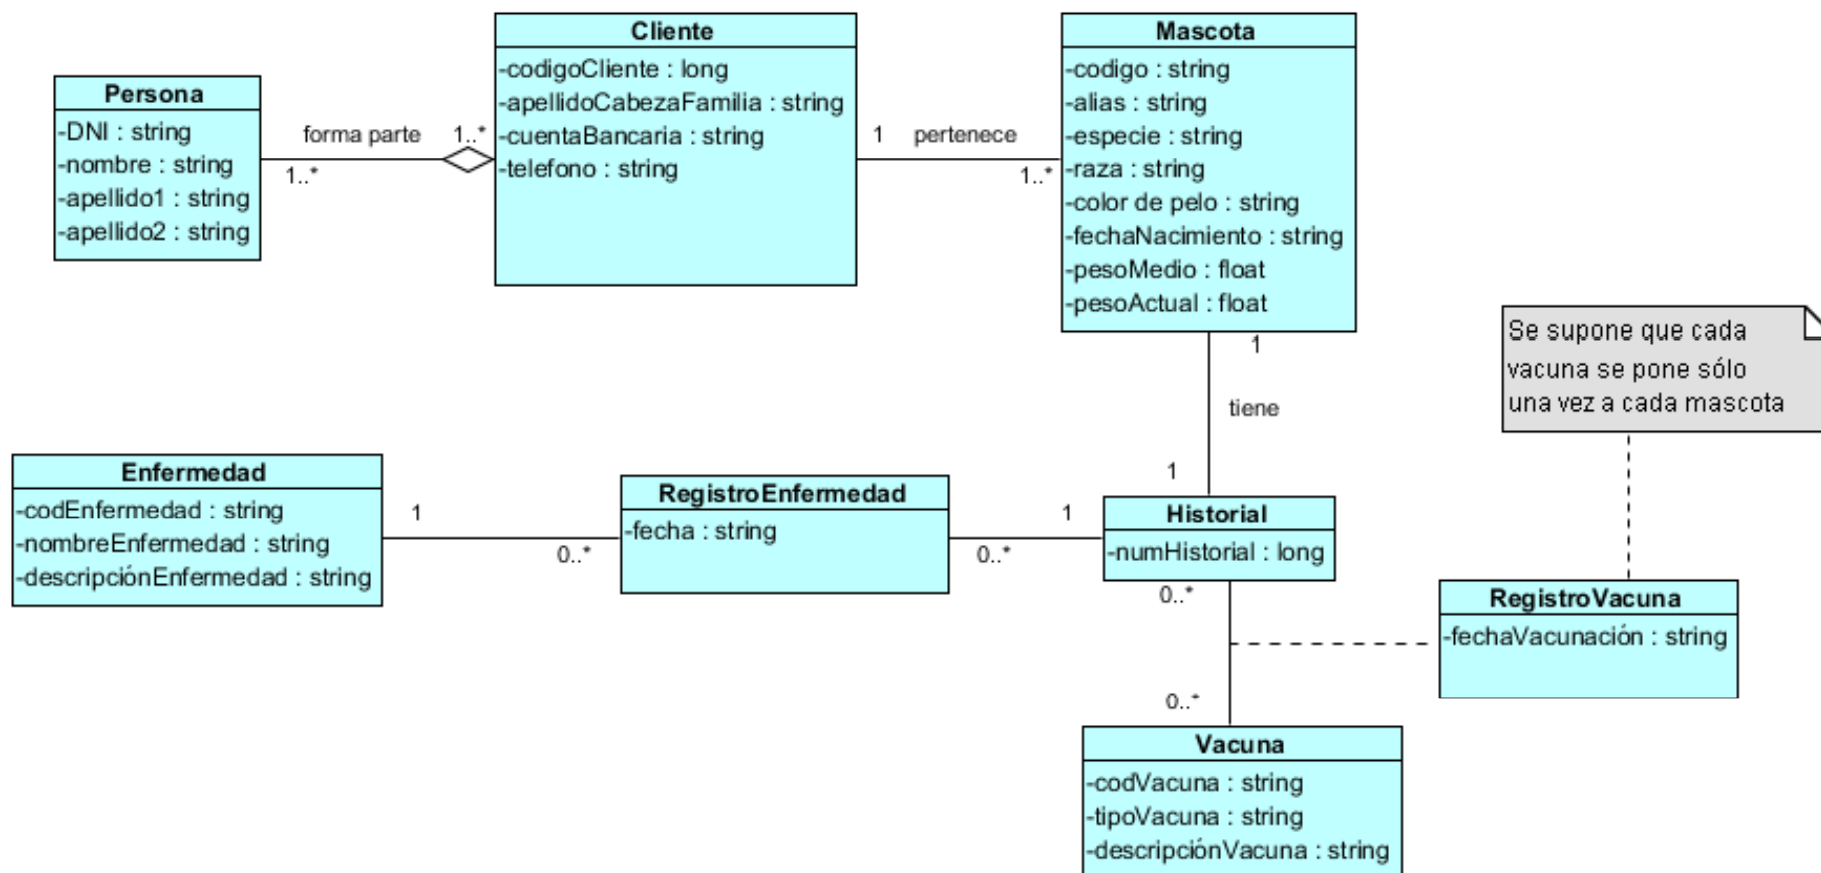 Persona
-DNI : string
-nombre : string
-apellido1 : string
-apellido2 : string
forma parte
1..*
1..*
Cliente
-codigoCliente : long
-apellidoCabezaFamilia : string
-cuentaBancaria : string
-telefono : string
1
pertenece
1..*
Mascota
-codigo : string
-alias : string
-especie : string
-raza : string
-color de pelo : string
-fechaNacimiento : string
-pesoMedio : float
-pesoActual : float
1
tiene
1
Se supone que cada
vacuna se pone sólo
una vez a cada mascota
Enfermedad
-codEnfermedad : string
-nombreEnfermedad : string
-descripciónEnfermedad : string
1
0..*
RegistroEnfermedad
-fecha : string
0..*
1
Historial
-numHistorial : long
0..*
RegistroVacuna
-fechaVacunación : string
0..*
Vacuna
-codVacuna : string
-tipoVacuna : string
-descripciónVacuna : string